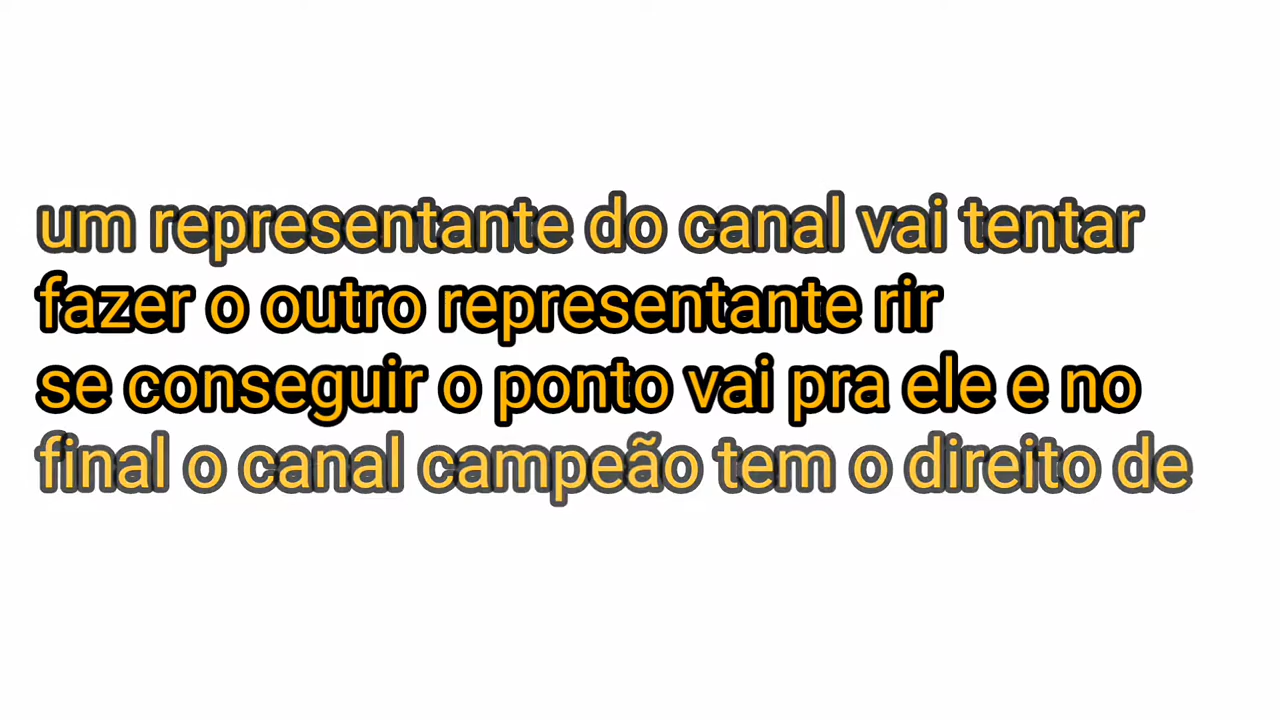 um representante do canal vai tentar
fazer o outro representante rir
se conseguir o ponto vai pra ele e no
final o canal campeão tem o direito de